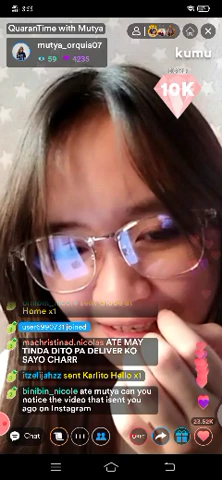 QuaranTime with Mutya
mutya_orquia07
59 4235
kumu
10K
Home x1
user5990731 joined
machristinad.nicolas ATE MAY
TINDA DITO PA DELIVER KO
SAYO CHARR
itzelijahzz sent Karlito Hello x1
binibin_nicole ate mutya can you
notice the video that isent you
ago on Instagram
23.52K
Chat